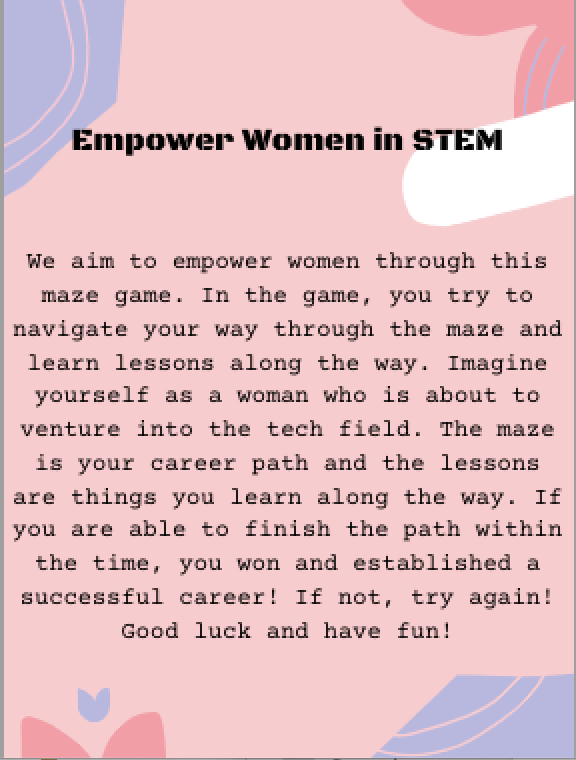 Empower Women in STEM
We aim to empower women through this
maze game. In the game, you try to
navigate your way through the maze and
learn lessons along the way. Imagine
yourself as a woman who is about to
venture into the tech field. The maze
is your career path and the lessons
are things you learn along the way. If
you are able to finish the path within
the time, you won and established a
successful career! If not, try again!
Good luck and have fun!